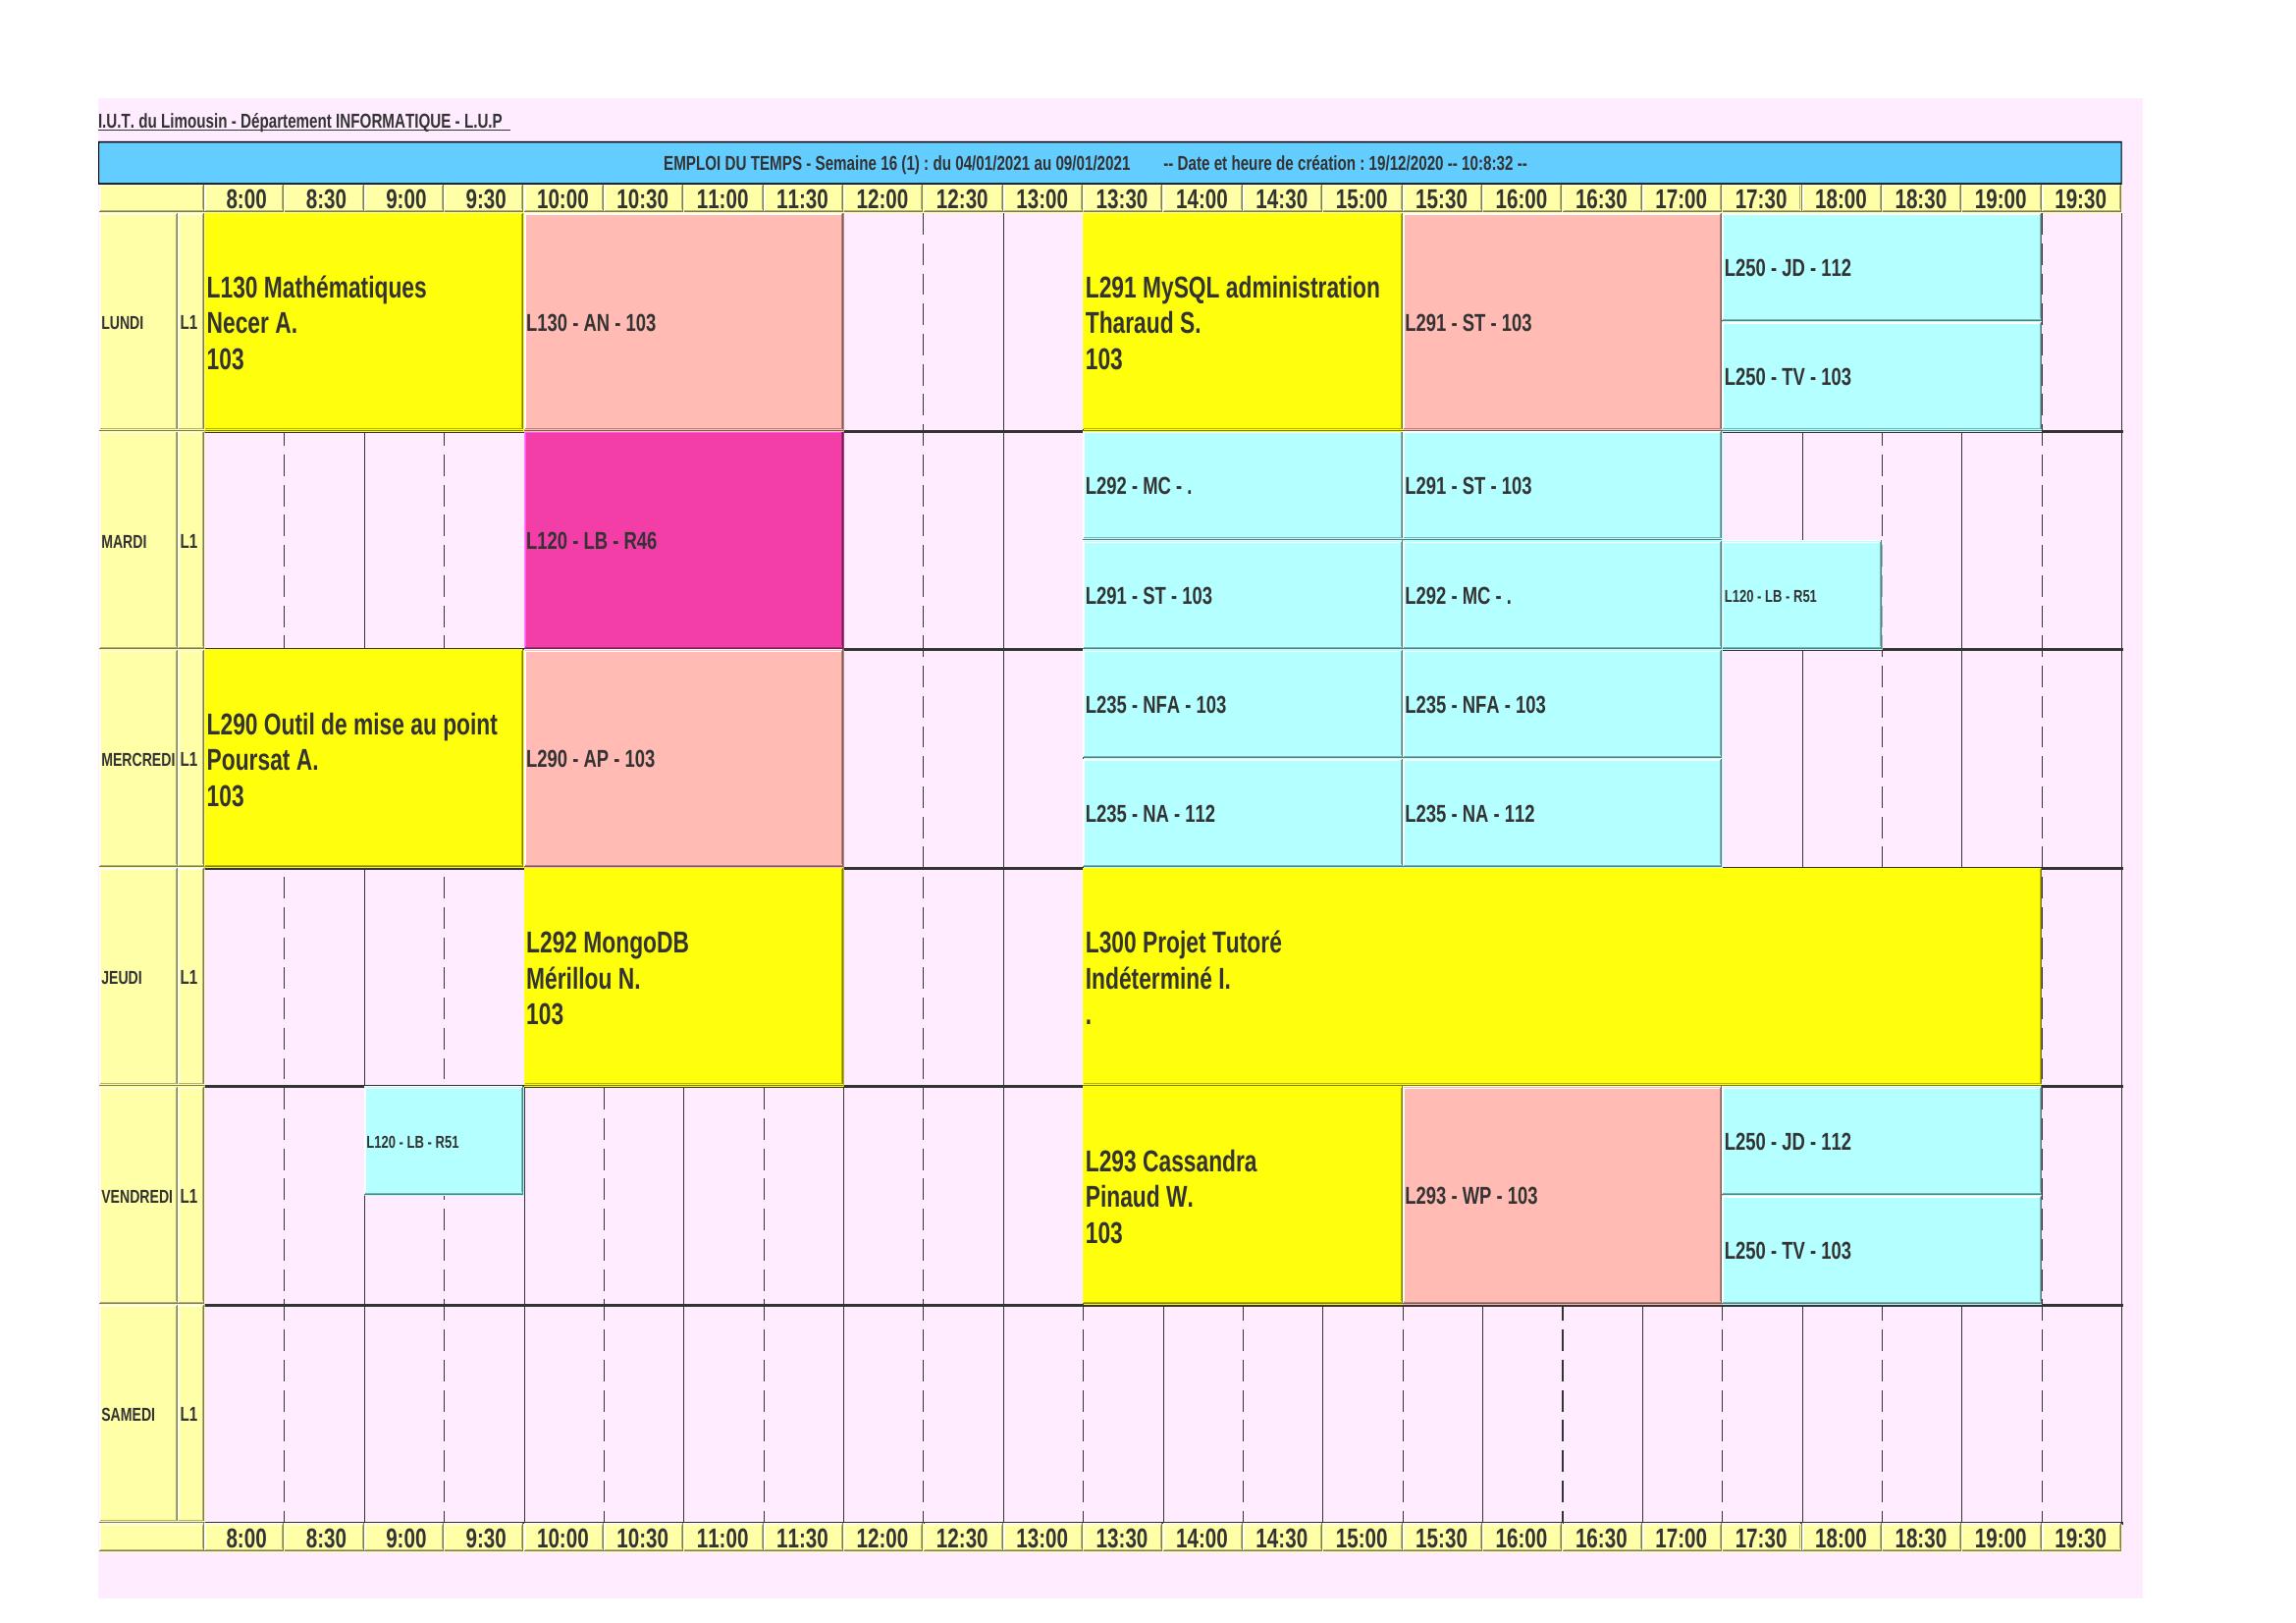 I.U.T. du Limousin - Département INFORMATIQUE - L.U.P
EMPLOI DU TEMPS - Semaine 16 (1) : du 04/01/2021 au 09/01/2021 -- Date et heure de création : 19/12/2020 -- 10:8:32 --
8:00 8:30 9:00 9:30 10:00 10:30 11:00 11:30 12:00 12:30 13:00 13:30 14:00 14:30 15:00 15:30 16:00 16:30 17:00 17:30 18:00 18:30 19:00 19:30
LUNDI L1
L130 Mathématiques
Necer A.
103
L130 - AN - 103
L291 MySQL administration
Tharaud S.
103
L291 - ST - 103
L250 - JD - 112
L250 - TV - 103
MARDI L1
L120 - LB - R46
L292 - MC - .
L291 - ST - 103
L291 - ST - 103
L292 - MC - .
L120 - LB - R51
MERCREDI L1
L290 Outil de mise au point
Poursat A.
103
L290 - AP - 103
L235 - NFA - 103
L235 - NFA - 103
L235 - NA - 112
L235 - NA - 112
JEUDI L1
L292 MongoDB
Mérillou N.
103
L300 Projet Tutoré
Indéterminé I.
.
VENDREDI L1
L120 - LB - R51
L293 Cassandra
Pinaud W.
103
L293 - WP - 103
L250 - JD - 112
L250 - TV - 103
SAMEDI L1
8:00 8:30 9:00 9:30 10:00 10:30 11:00 11:30 12:00 12:30 13:00 13:30 14:00 14:30 15:00 15:30 16:00 16:30 17:00 17:30 18:00 18:30 19:00 19:30